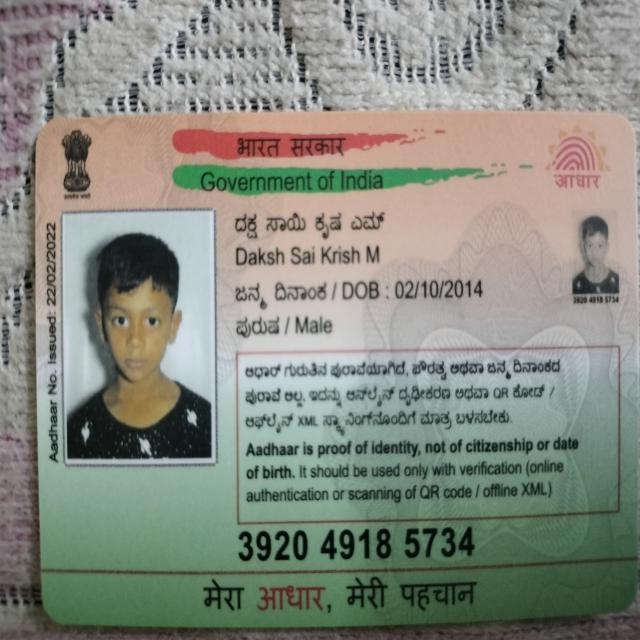 भारत सरकार
Government of India
आधार
ದಕ್ಷ ಸಾಯಿ ಕೃಷ ಎಮ್
Daksh Sai Krish M
ಜನ್ಮ ದಿನಾಂಕ / DOB : 02/10/2014
ಪುರುಷ / Male
3920 4918 5734
Aadhaar No. Issued: 22/02/2022
ಆಧಾರ್ ಗುರುತಿನ ಪುರಾವೆಯಾಗಿದೆ, ಪೌರತ್ವ ಅಥವಾ ಜನ್ಮ ದಿನಾಂಕದ
ಪುರಾವೆ ಅಲ್ಲ. ಇದನ್ನು ಆನ್‌ಲೈನ್ ದೃಢೀಕರಣ ಅಥವಾ QR ಕೋಡ್ /
ಆಫ್‌ಲೈನ್ XML ಸ್ಕ್ಯಾನಿಂಗ್‌ನೊಂದಿಗೆ ಮಾತ್ರ ಬಳಸಬೇಕು.
Aadhaar is proof of identity, not of citizenship or date
of birth. It should be used only with verification (online
authentication or scanning of QR code / offline XML)
3920 4918 5734
मेरा आधार, मेरी पहचान